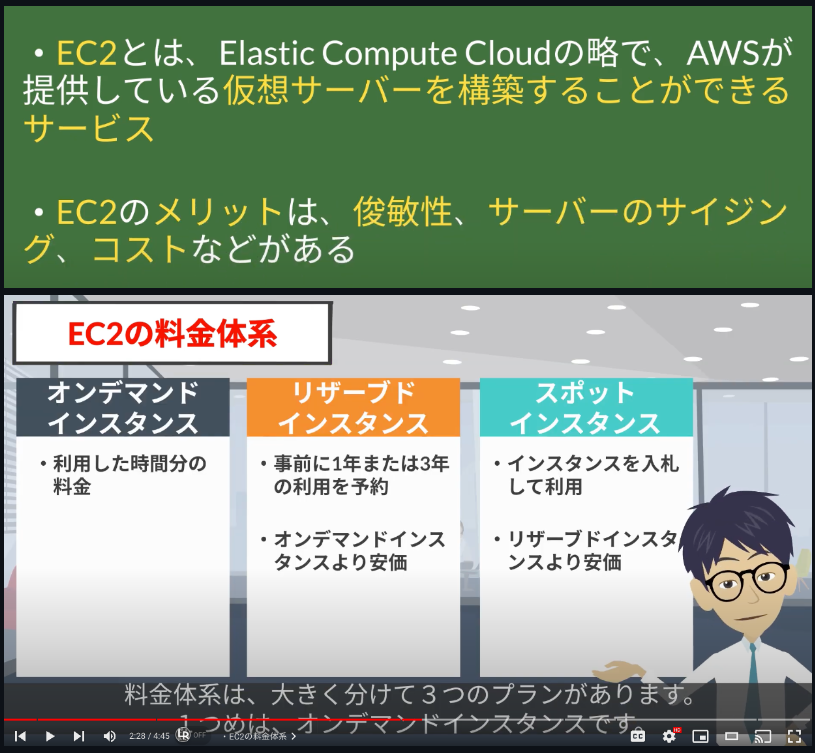 ・EC2とは、Elastic Compute Cloudの略で、AWSが
提供している仮想サーバーを構築することができる
サービス
・EC2のメリットは、俊敏性、サーバーのサイジン
グ、コストなどがある
EC2の料金体系
オンデマンド
インスタンス
・利用した時間分の
料金
リザーブド
インスタンス
・事前に1年または3年
の利用を予約
・オンデマンドインス
タンスより安価
スポット
インスタンス
・インスタンスを入札
して利用
・リザーブドインスタ
ンスより安価
料金体系は、大きく分けて３つのプランがあります。
１つめは、オンデマンドインスタンスです。
2:28 / 4:45
OFF
・EC2の料金体系
CC
HD